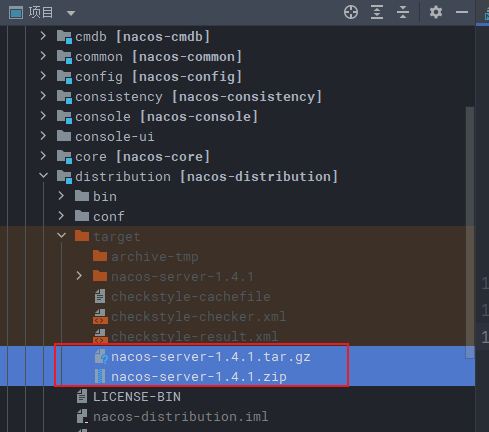 项目
cmdb [nacos-cmdb]
common [nacos-common]
config [nacos-config]
consistency [nacos-consistency]
console [nacos-console]
console-ui
core [nacos-core]
distribution [nacos-distribution]
bin
conf
target
archive-tmp
nacos-server-1.4.1
checkstyle-cachefile
checkstyle-checker.xml
checkstyle-result.xml
nacos-server-1.4.1.tar.gz
nacos-server-1.4.1.zip
LICENSE-BIN
nacos-distribution.iml